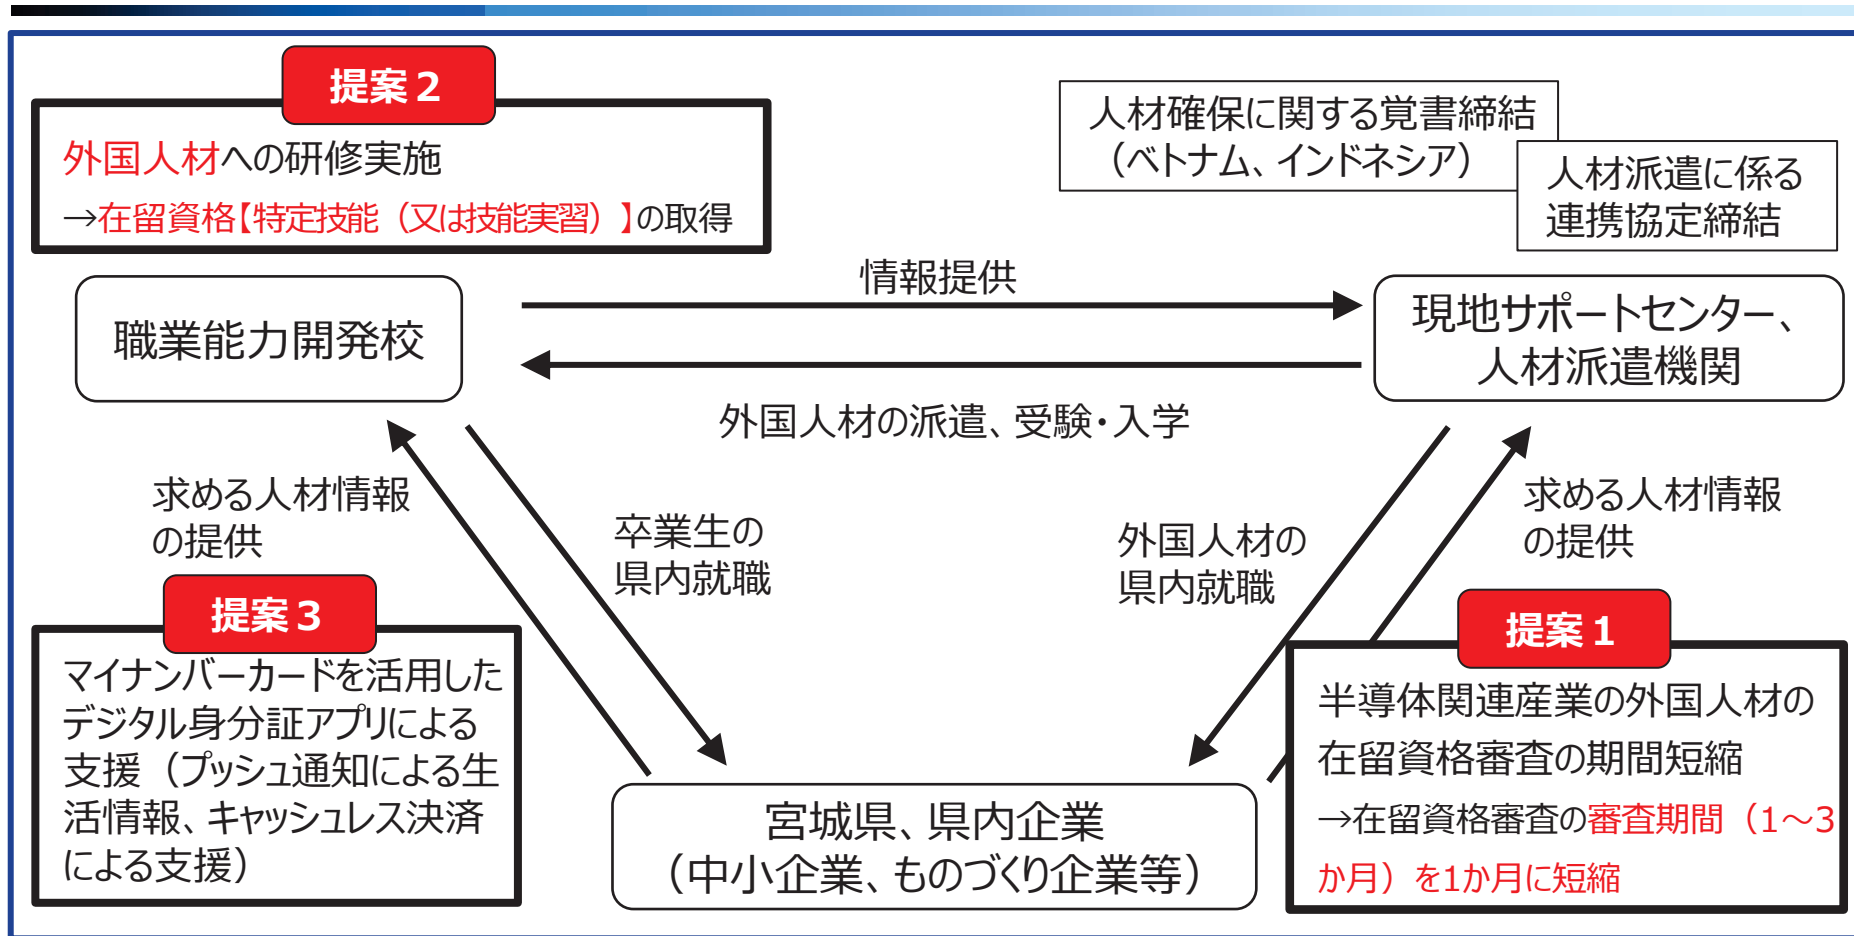 提案２
外国人材への研修実施
→在留資格【特定技能（又は技能実習）】の取得
人材確保に関する覚書締結
（ベトナム、インドネシア）
人材派遣に係る
連携協定締結
情報提供
職業能力開発校
現地サポートセンター、
人材派遣機関
外国人材の派遣、受験・入学
求める人材情報
の提供
卒業生の
県内就職
外国人材の
県内就職
求める人材情報
の提供
提案３
マイナンバーカードを活用した
デジタル身分証アプリによる
支援（プッシュ通知による生
活情報、キャッシュレス決済
による支援）
宮城県、県内企業
（中小企業、ものづくり企業等）
提案１
半導体関連産業の外国人材の
在留資格審査の期間短縮
→在留資格審査の審査期間（1～3
か月）を1か月に短縮